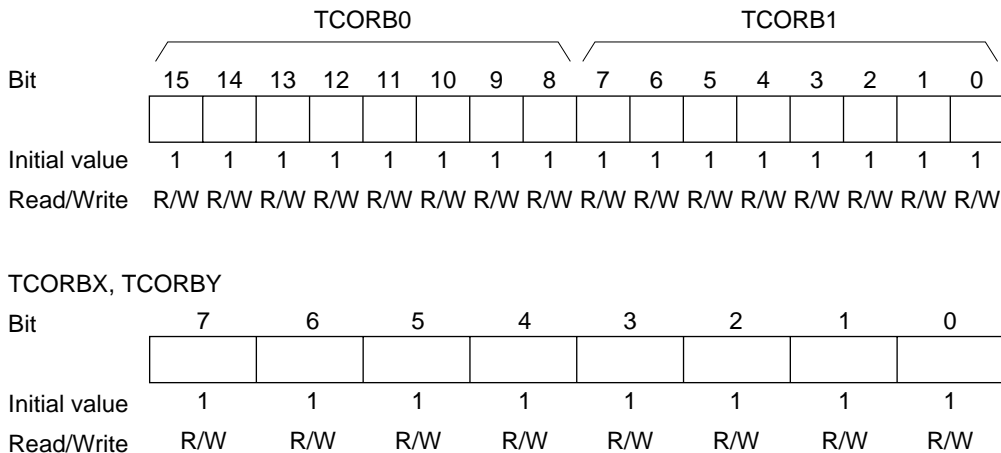 TCORB0 TCORB1
Bit 15 14 13 12 11 10 9 8 7 6 5 4 3 2 1 0
Initial value 1 1 1 1 1 1 1 1 1 1 1 1 1 1 1 1
Read/Write R/W R/W R/W R/W R/W R/W R/W R/W R/W R/W R/W R/W R/W R/W R/W R/W
TCORBX, TCORBY
Bit 7 6 5 4 3 2 1 0
Initial value 1 1 1 1 1 1 1 1
Read/Write R/W R/W R/W R/W R/W R/W R/W R/W